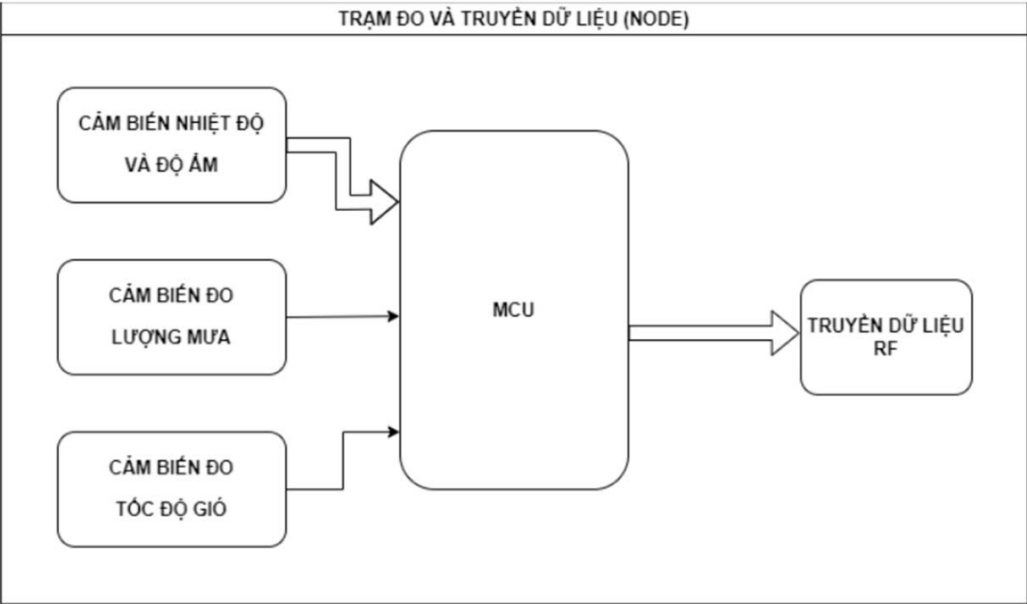 TRẠM ĐO VÀ TRUYỀN DỮ LIỆU (NODE)
CẢM BIẾN NHIỆT ĐỘ
VÀ ĐỘ ẨM
CẢM BIẾN ĐO
LƯỢNG MƯA
CẢM BIẾN ĐO
TỐC ĐỘ GIÓ
MCU
TRUYỀN DỮ LIỆU
RF